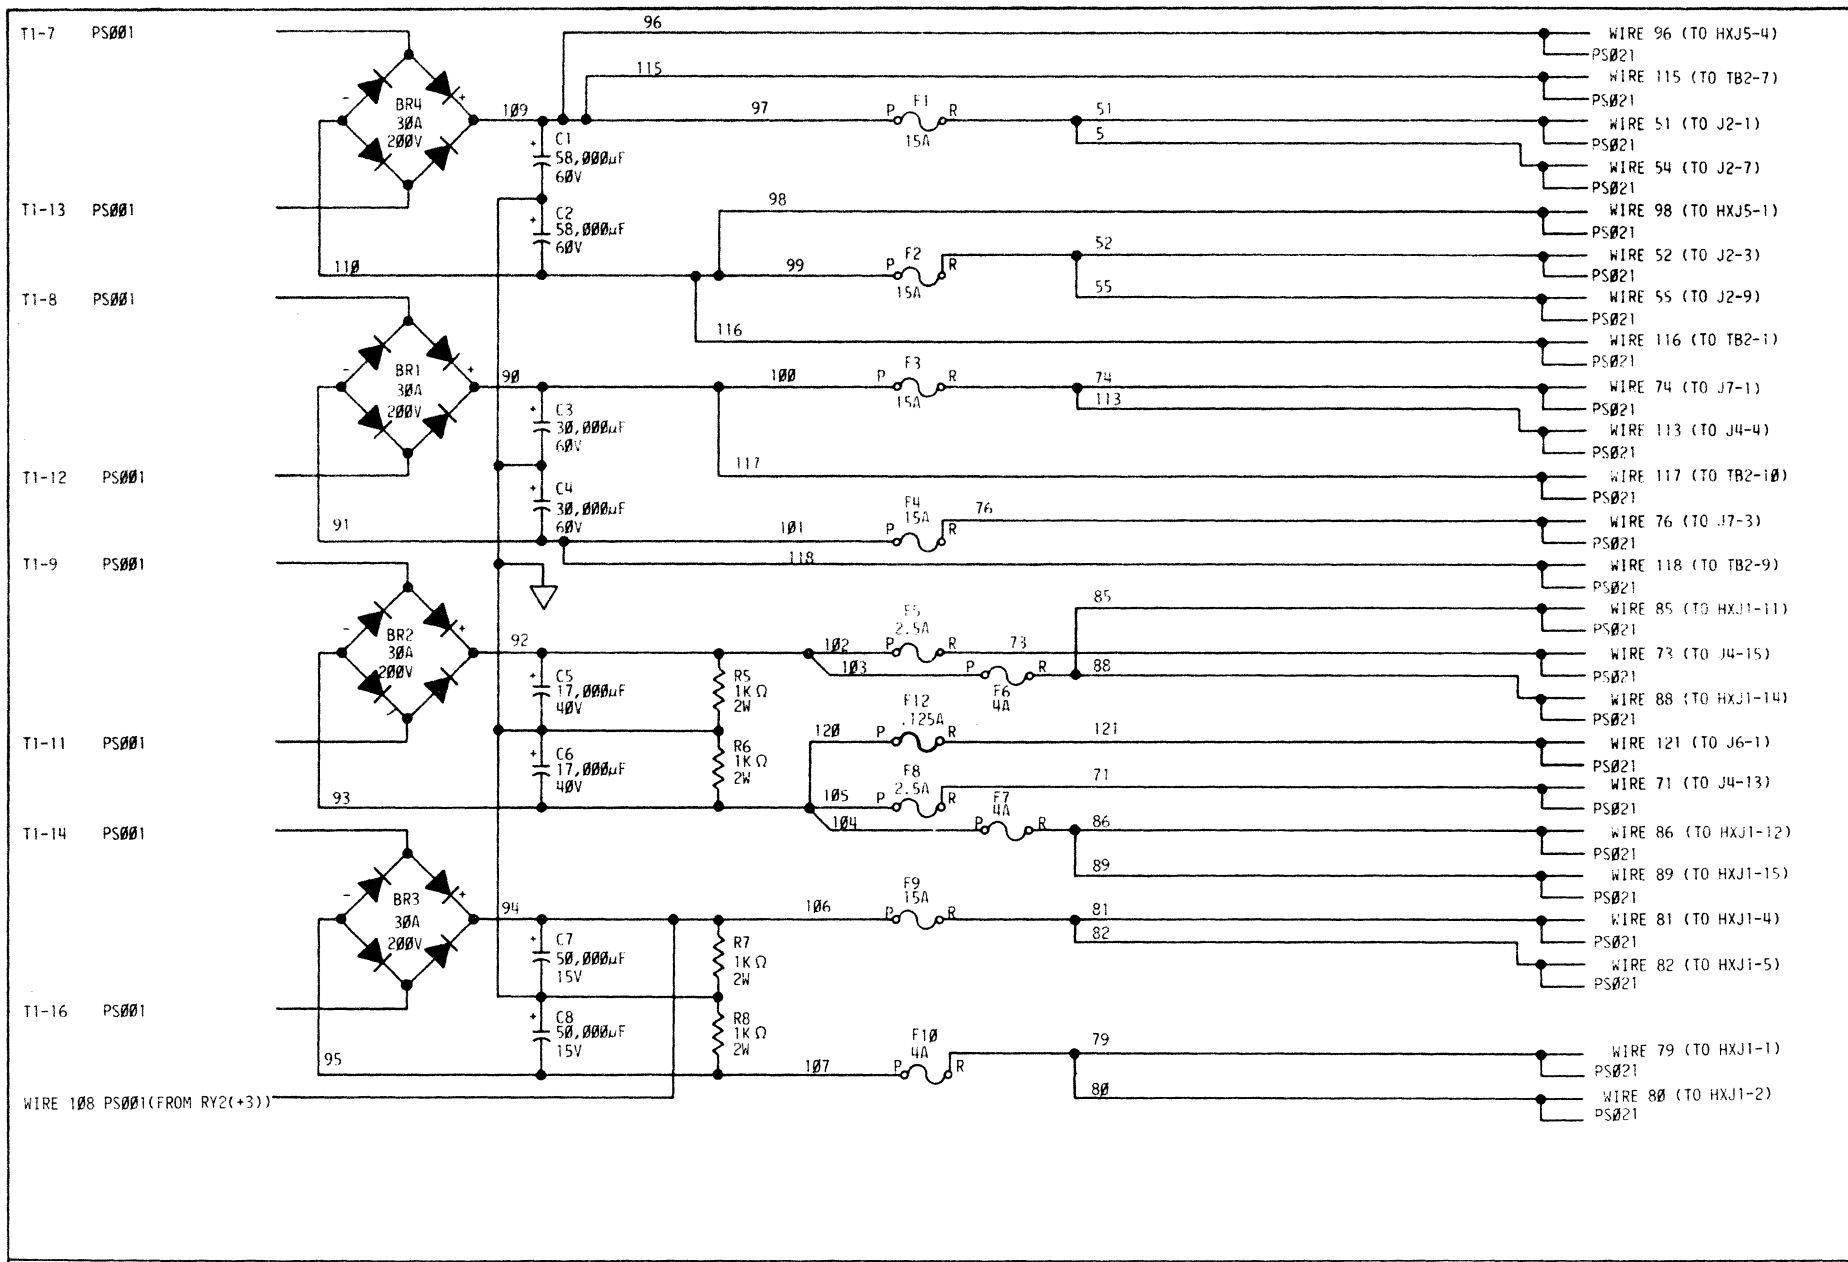 T1-7 PSØØ1
96
WIRE 96 (TO HXJ5-4)
PSØ21
115
WIRE 115 (TO TB2-7)
PSØ21
- +
BR4
3ØA
2ØØV
1Ø9
97
P F1 R
15A
51
WIRE 51 (TO J2-1)
PSØ21
5
WIRE 54 (TO J2-7)
PSØ21
+ C1
58,ØØØµF
6ØV
T1-13 PSØØ1
98
WIRE 98 (TO HXJ5-1)
PSØ21
+ C2
58,ØØØµF
6ØV
11Ø
99
P F2 R
15A
52
WIRE 52 (TO J2-3)
PSØ21
55
WIRE 55 (TO J2-9)
PSØ21
T1-8 PSØØ1
116
WIRE 116 (TO TB2-1)
PSØ21
- +
BR1
3ØA
2ØØV
9Ø
1ØØ
P F3 R
15A
74
WIRE 74 (TO J7-1)
PSØ21
113
WIRE 113 (TO J4-4)
PSØ21
+ C3
3Ø,ØØØµF
6ØV
T1-12 PSØØ1
117
WIRE 117 (TO TB2-1Ø)
PSØ21
+ C4
3Ø,ØØØµF
6ØV
91
1Ø1
F4
15A
P R
76
WIRE 76 (TO J7-3)
PSØ21
T1-9 PSØØ1
118
WIRE 118 (TO TB2-9)
PSØ21
85
WIRE 85 (TO HXJ1-11)
PSØ21
- +
BR2
3ØA
2ØØV
92
1Ø2
F5
2.5A
P R
73
WIRE 73 (TO J4-15)
PSØ21
1Ø3
P R
F6
4A
88
WIRE 88 (TO HXJ1-14)
PSØ21
+ C5
17,ØØØµF
4ØV
R5
1K Ω
2W
T1-11 PSØØ1
12Ø
F12
.125A
P R
121
WIRE 121 (TO J6-1)
PSØ21
+ C6
17,ØØØµF
4ØV
R6
1K Ω
2W
93
1Ø5
F8
2.5A
P R
71
WIRE 71 (TO J4-13)
PSØ21
T1-14 PSØØ1
1Ø4
F7
4A
P R
86
WIRE 86 (TO HXJ1-12)
PSØ21
89
WIRE 89 (TO HXJ1-15)
PSØ21
- +
BR3
3ØA
2ØØV
94
1Ø6
F9
15A
P R
81
WIRE 81 (TO HXJ1-4)
PSØ21
82
WIRE 82 (TO HXJ1-5)
PSØ21
+ C7
5Ø,ØØØµF
15V
R7
1K Ω
2W
T1-16 PSØØ1
+ C8
5Ø,ØØØµF
15V
R8
1K Ω
2W
95
1Ø7
F1Ø
4A
P R
79
WIRE 79 (TO HXJ1-1)
PSØ21
WIRE 1Ø8 PSØØ1(FROM RY2(+3))
8Ø
WIRE 8Ø (TO HXJ1-2)
PSØ21